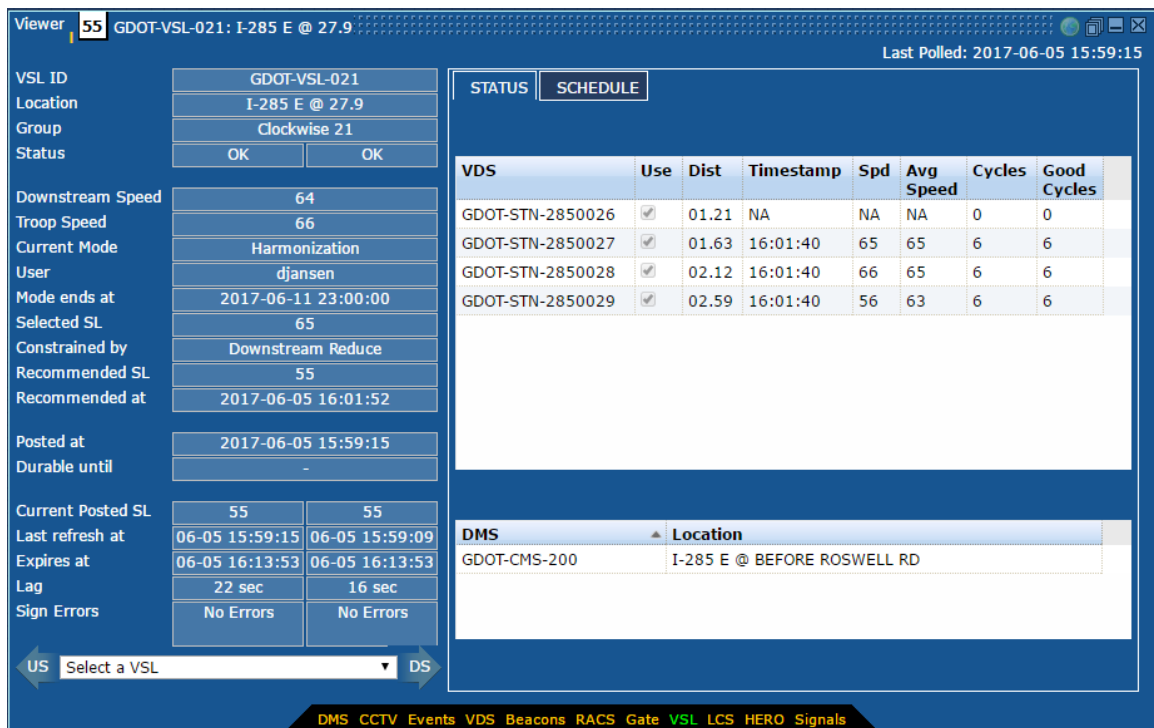 Viewer 55 GDOT-VSL-021: I-285 E @ 27.9
Last Polled: 2017-06-05 15:59:15
VSL ID GDOT-VSL-021
Location I-285 E @ 27.9
Group Clockwise 21
Status OK OK
Downstream Speed 64
Troop Speed 66
Current Mode Harmonization
User djansen
Mode ends at 2017-06-11 23:00:00
Selected SL 65
Constrained by Downstream Reduce
Recommended SL 55
Recommended at 2017-06-05 16:01:52
Posted at 2017-06-05 15:59:15
Durable until -
Current Posted SL 55 55
Last refresh at 06-05 15:59:15 06-05 15:59:09
Expires at 06-05 16:13:53 06-05 16:13:53
Lag 22 sec 16 sec
Sign Errors No Errors No Errors
US Select a VSL DS
STATUS SCHEDULE
VDS Use Dist Timestamp Spd Avg Speed Cycles Good Cycles
GDOT-STN-2850026 01.21 NA NA NA 0 0
GDOT-STN-2850027 01.63 16:01:40 65 65 6 6
GDOT-STN-2850028 02.12 16:01:40 66 65 6 6
GDOT-STN-2850029 02.59 16:01:40 56 63 6 6
DMS Location
GDOT-CMS-200 I-285 E @ BEFORE ROSWELL RD
DMS CCTV Events VDS Beacons RACS Gate VSL LCS HERO Signals